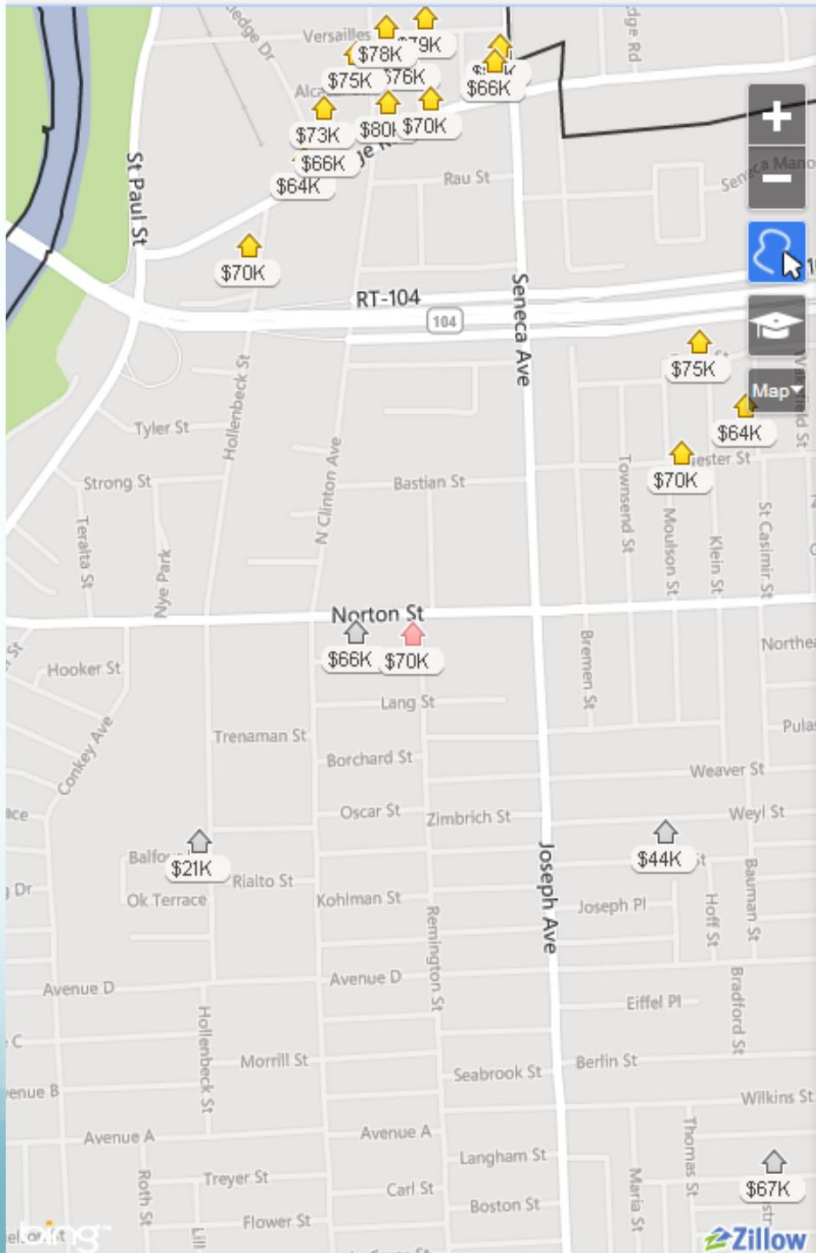 Versailles
$79K
$78K
$75K
$76K
$66K
$73K
$80K
$70K
$66K
$64K
St Paul St
Rau St
$70K
RT-104
104
Seneca Ave
$75K
Map
$64K
Hollenbeck St
Tyler St
N Clinton Ave
Strong St
Bastian St
$70K
Townsend St
Moulson St
Klein St
St Casimir St
Teralta St
Nye Park
Norton St
$66K
$70K
Bremen St
Hooker St
Lang St
Conkey Ave
Trenaman St
Borchard St
Weaver St
Oscar St
Zimbrich St
Weyl St
$21K
$44K
Rialto St
Joseph Ave
Ok Terrace
Kohlman St
Joseph Pl
Hoff St
Bauman St
Remington St
Avenue D
Avenue D
Eiffel Pl
Bradford St
Hollenbeck St
Morrill St
Seabrook St
Berlin St
Wilkins St
Avenue A
Avenue A
Langham St
Thomas St
Maria St
Roth St
Treyer St
Carl St
$67K
Flower St
Boston St
bing
Zillow